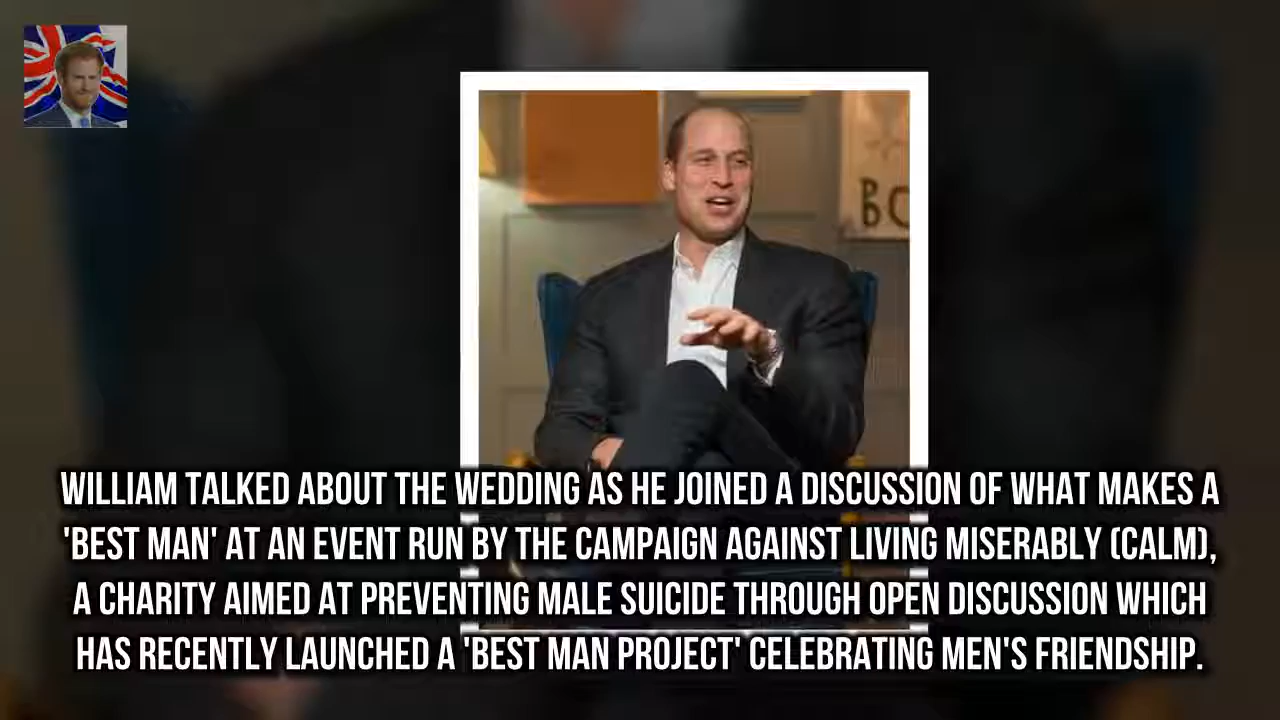 BO
WILLIAM TALKED ABOUT THE WEDDING AS HE JOINED A DISCUSSION OF WHAT MAKES A
'BEST MAN' AT AN EVENT RUN BY THE CAMPAIGN AGAINST LIVING MISERABLY (CALM),
A CHARITY AIMED AT PREVENTING MALE SUICIDE THROUGH OPEN DISCUSSION WHICH
HAS RECENTLY LAUNCHED A 'BEST MAN PROJECT' CELEBRATING MEN'S FRIENDSHIP.